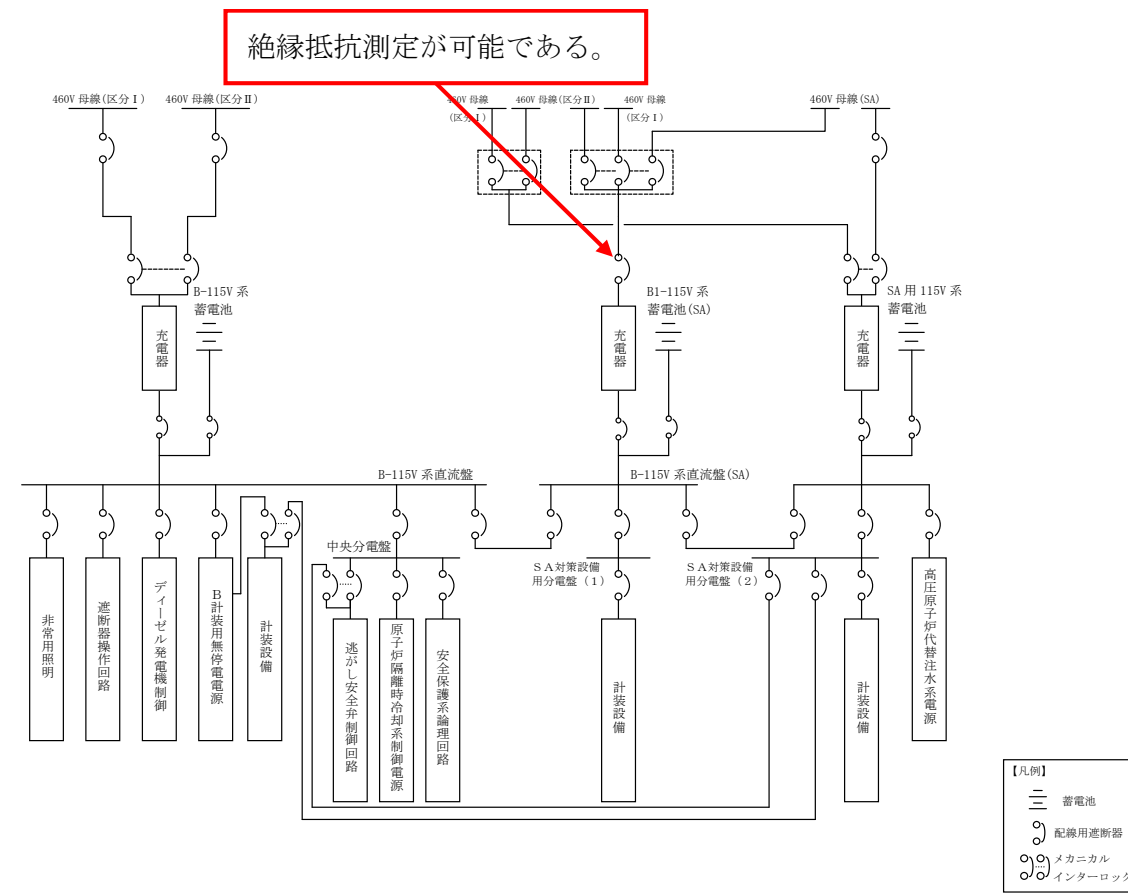 絶縁抵抗測定が可能である。
460V 母線(区分Ⅰ)
460V 母線(区分Ⅱ)
460V 母線
(区分Ⅰ)
460V 母線(区分Ⅱ)
460V 母線
(区分Ⅰ)
460V 母線(SA)
B-115V 系
蓄電池
充電器
B1-115V 系
蓄電池(SA)
充電器
SA 用 115V 系
蓄電池
充電器
B-115V 系直流盤
B-115V 系直流盤(SA)
中央分電盤
SA対策設備
用分電盤（1）
SA対策設備
用分電盤（2）
非常用照明
遮断器操作回路
ディーゼル発電機制御
B計装用無停電電源
計装設備
逃がし安全弁制御回路
原子炉隔離時冷却系制御電源
安全保護系論理回路
計装設備
計装設備
高圧原子炉代替注水系電源
【凡例】
蓄電池
配線用遮断器
メカニカル
インターロック